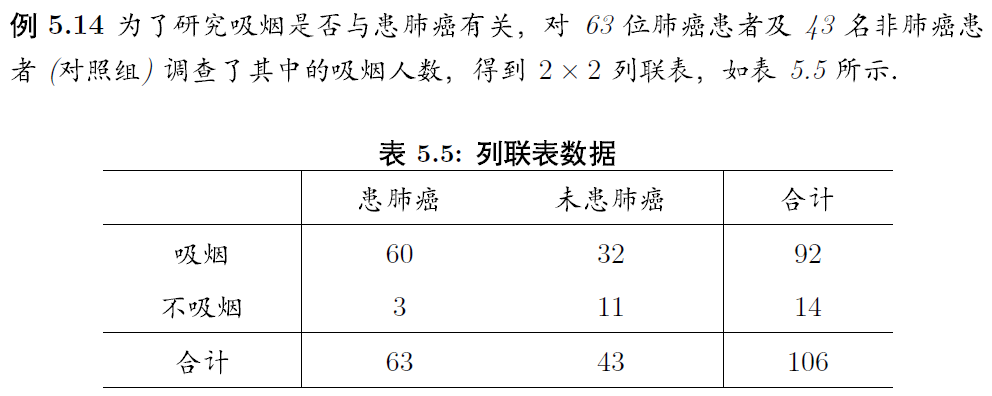 例 5.14 为了研究吸烟是否与患肺癌有关, 对 63 位肺癌患者及 43 名非肺癌患
者 (对照组) 调查了其中的吸烟人数, 得到 2 × 2 列联表, 如表 5.5 所示.
表 5.5: 列联表数据
患肺癌 未患肺癌 合计
吸烟 60 32 92
不吸烟 3 11 14
合计 63 43 106